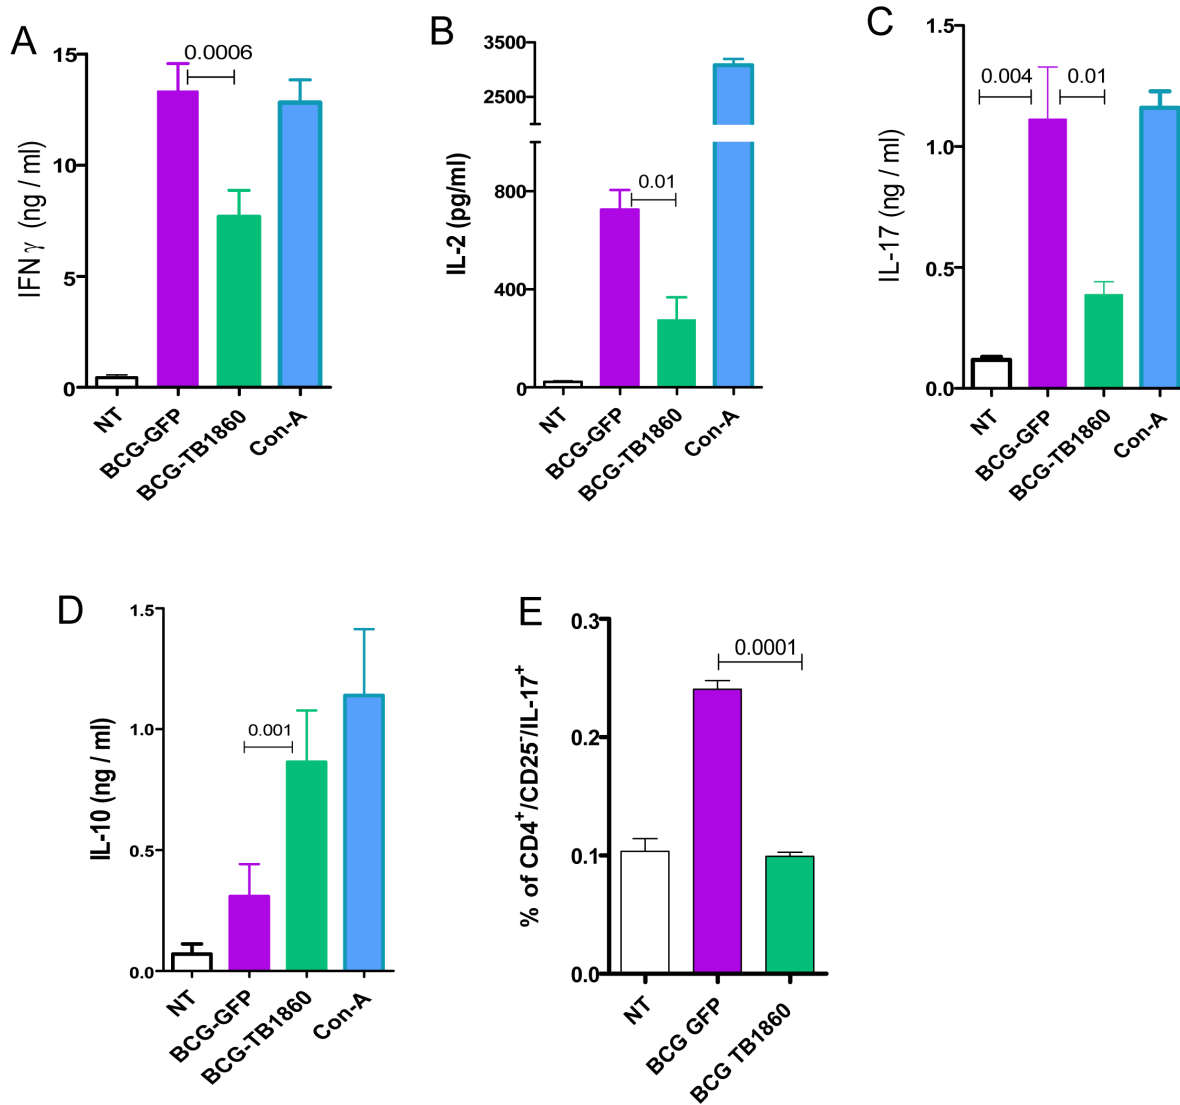 A
0.0006
15
10
5
0
IFN γ (ng / ml)
NT
BCG-GFP
BCG-TB1860
Con-A
B
3500
2500
800
400
0
IL-2 (pg/ml)
0.01
NT
BCG-GFP
BCG-TB1860
Con-A
C
1.5
1.0
0.5
0.0
IL-17 (ng / ml)
0.004
0.01
NT
BCG-GFP
BCG-TB1860
Con-A
D
1.5
1.0
0.5
0.0
IL-10 (ng / ml)
0.001
NT
BCG-GFP
BCG-TB1860
Con-A
E
0.3
0.2
0.1
0.0
% of CD4⁺/CD25⁻/IL-17⁺
0.0001
NT
BCG GFP
BCG TB1860